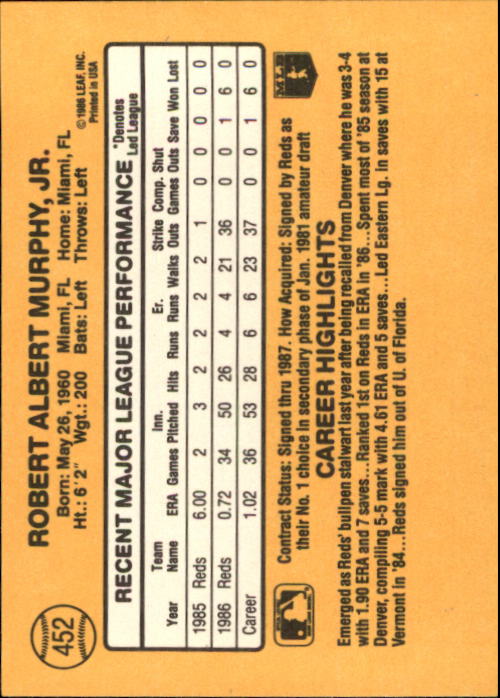 452
ROBERT ALBERT MURPHY, JR.
Born: May 26, 1960 Miami, FL Home: Miami, FL
Ht.: 6' 2" Wgt.: 200 Bats: Left Throws: Left
© 1986 LEAF, INC.
Printed in USA
RECENT MAJOR LEAGUE PERFORMANCE
*Denotes
Led League
Year Team Name ERA Games Inn. Pitched Hits Runs Er. Runs Walks Strike Outs Comp. Games Shut Outs Save Won Lost
1985 Reds 6.00 2 3 2 2 2 2 1 0 0 0 0 0
1986 Reds 0.72 34 50 26 4 4 21 36 0 0 1 6 0
Career 1.02 36 53 28 6 6 23 37 0 0 1 6 0
Contract Status: Signed thru 1987. How Acquired: Signed by Reds as
their No. 1 choice in secondary phase of Jan. 1981 amateur draft
MLB
CAREER HIGHLIGHTS
Emerged as Reds' bullpen stalwart last year after being recalled from Denver where he was 3-4
with 1.90 ERA and 7 saves...Ranked 1st on Reds in ERA in '86...Spent most of '85 season at
Denver, compiling 5-5 mark with 4.61 ERA and 5 saves...Led Eastern Lg. in saves with 15 at
Vermont in '84...Reds signed him out of U. of Florida.